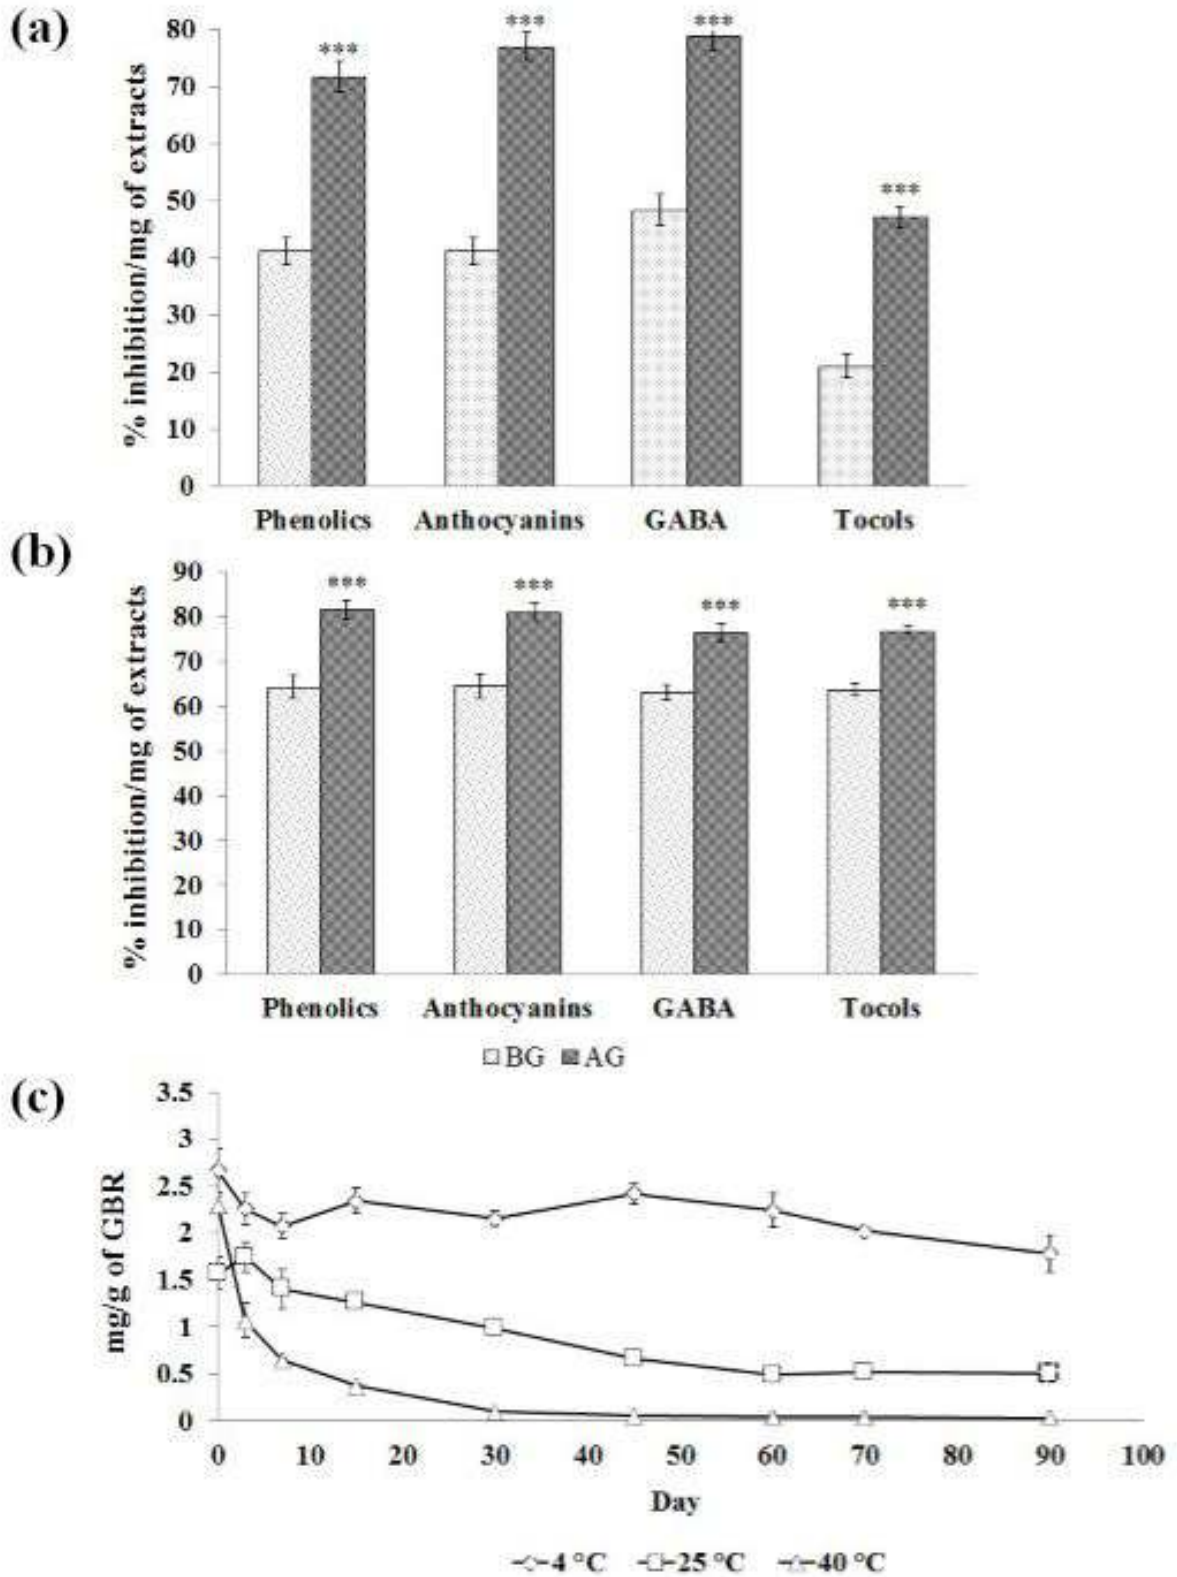 (a)
% inhibition/mg of extracts
80
70
60
50
40
30
20
10
0
***
***
***
***
Phenolics Anthocyanins GABA Tocols
(b)
% inhibition/mg of extracts
90
80
70
60
50
40
30
20
10
0
***
***
***
***
Phenolics Anthocyanins GABA Tocols
BG AG
(c)
mg/g of GBR
3.5
3
2.5
2
1.5
1
0.5
0
0 10 20 30 40 50 60 70 80 90 100
Day
4 °C 25 °C 40 °C